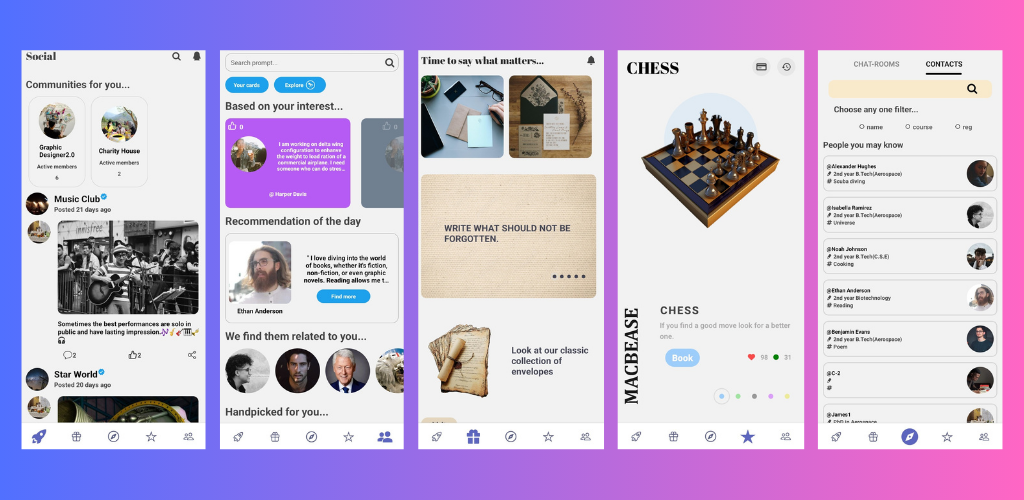 Social
Communities for you...
Graphic
Designer2.0
Active members
6
Charity House
Active members
2
Music Club
Posted 21 days ago
innisfree
Sometimes the best performances are solo in
public and have lasting impression.
2
2
Star World
Posted 20 days ago
Search prompt...
Your cards
Explore
Based on your interest...
0
I am working on delta wing
configuration to enhance
the weight to load ration of a
commercial airplane. I need
someone who can do stres...
@ Harper Davis
0
Recommendation of the day
" I love diving into the world
of books, whether it's fiction,
non-fiction, or even graphic
novels. Reading allows me t...
Find more
Ethan Anderson
We find them related to you...
Handpicked for you...
Time to say what matters...
WRITE WHAT SHOULD NOT BE
FORGOTTEN.
Look at our classic
collection of
envelopes
CHESS
MACBEASE
CHESS
If you find a good move look for a better
one.
Book
98
31
CHAT-ROOMS
CONTACTS
Choose any one filter...
name
course
reg
People you may know
@Alexander Hughes
2nd year B.Tech(Aerospace)
# Scuba diving
@Isabella Ramirez
2nd year B.Tech(Aerospace)
# Universe
@Noah Johnson
2nd year B.Tech(C.S.E)
# Cooking
@Ethan Anderson
2nd year Biotechnology
# Reading
@Benjamin Evans
2nd year B.Tech(Aerospace)
# Poem
@C-2
#
@James1
PhD in Aerospace